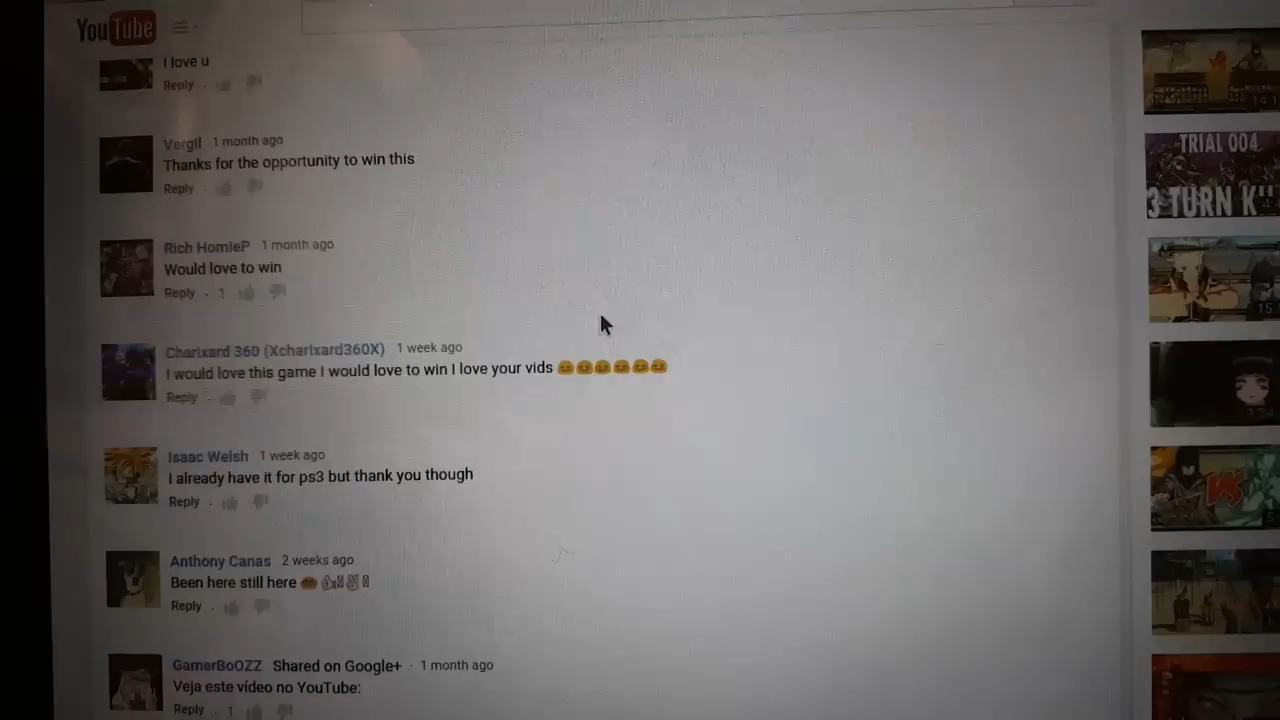 YouTube
I love u
Reply
Vergil 1 month ago
Thanks for the opportunity to win this
Reply
Rich HomieP 1 month ago
Would love to win
Reply · 1
Charixard 360 (Xcharixard360X) 1 week ago
I would love this game I would love to win I love your vids 😊😊😊😊😊😊
Reply
Isaac Welsh 1 week ago
I already have it for ps3 but thank you though
Reply
Anthony Canas 2 weeks ago
Been here still here
Reply
GamerBoOZZ Shared on Google+ · 1 month ago
Veja este vídeo no YouTube:
Reply · 1
TRIAL 004
3 TURN
VS